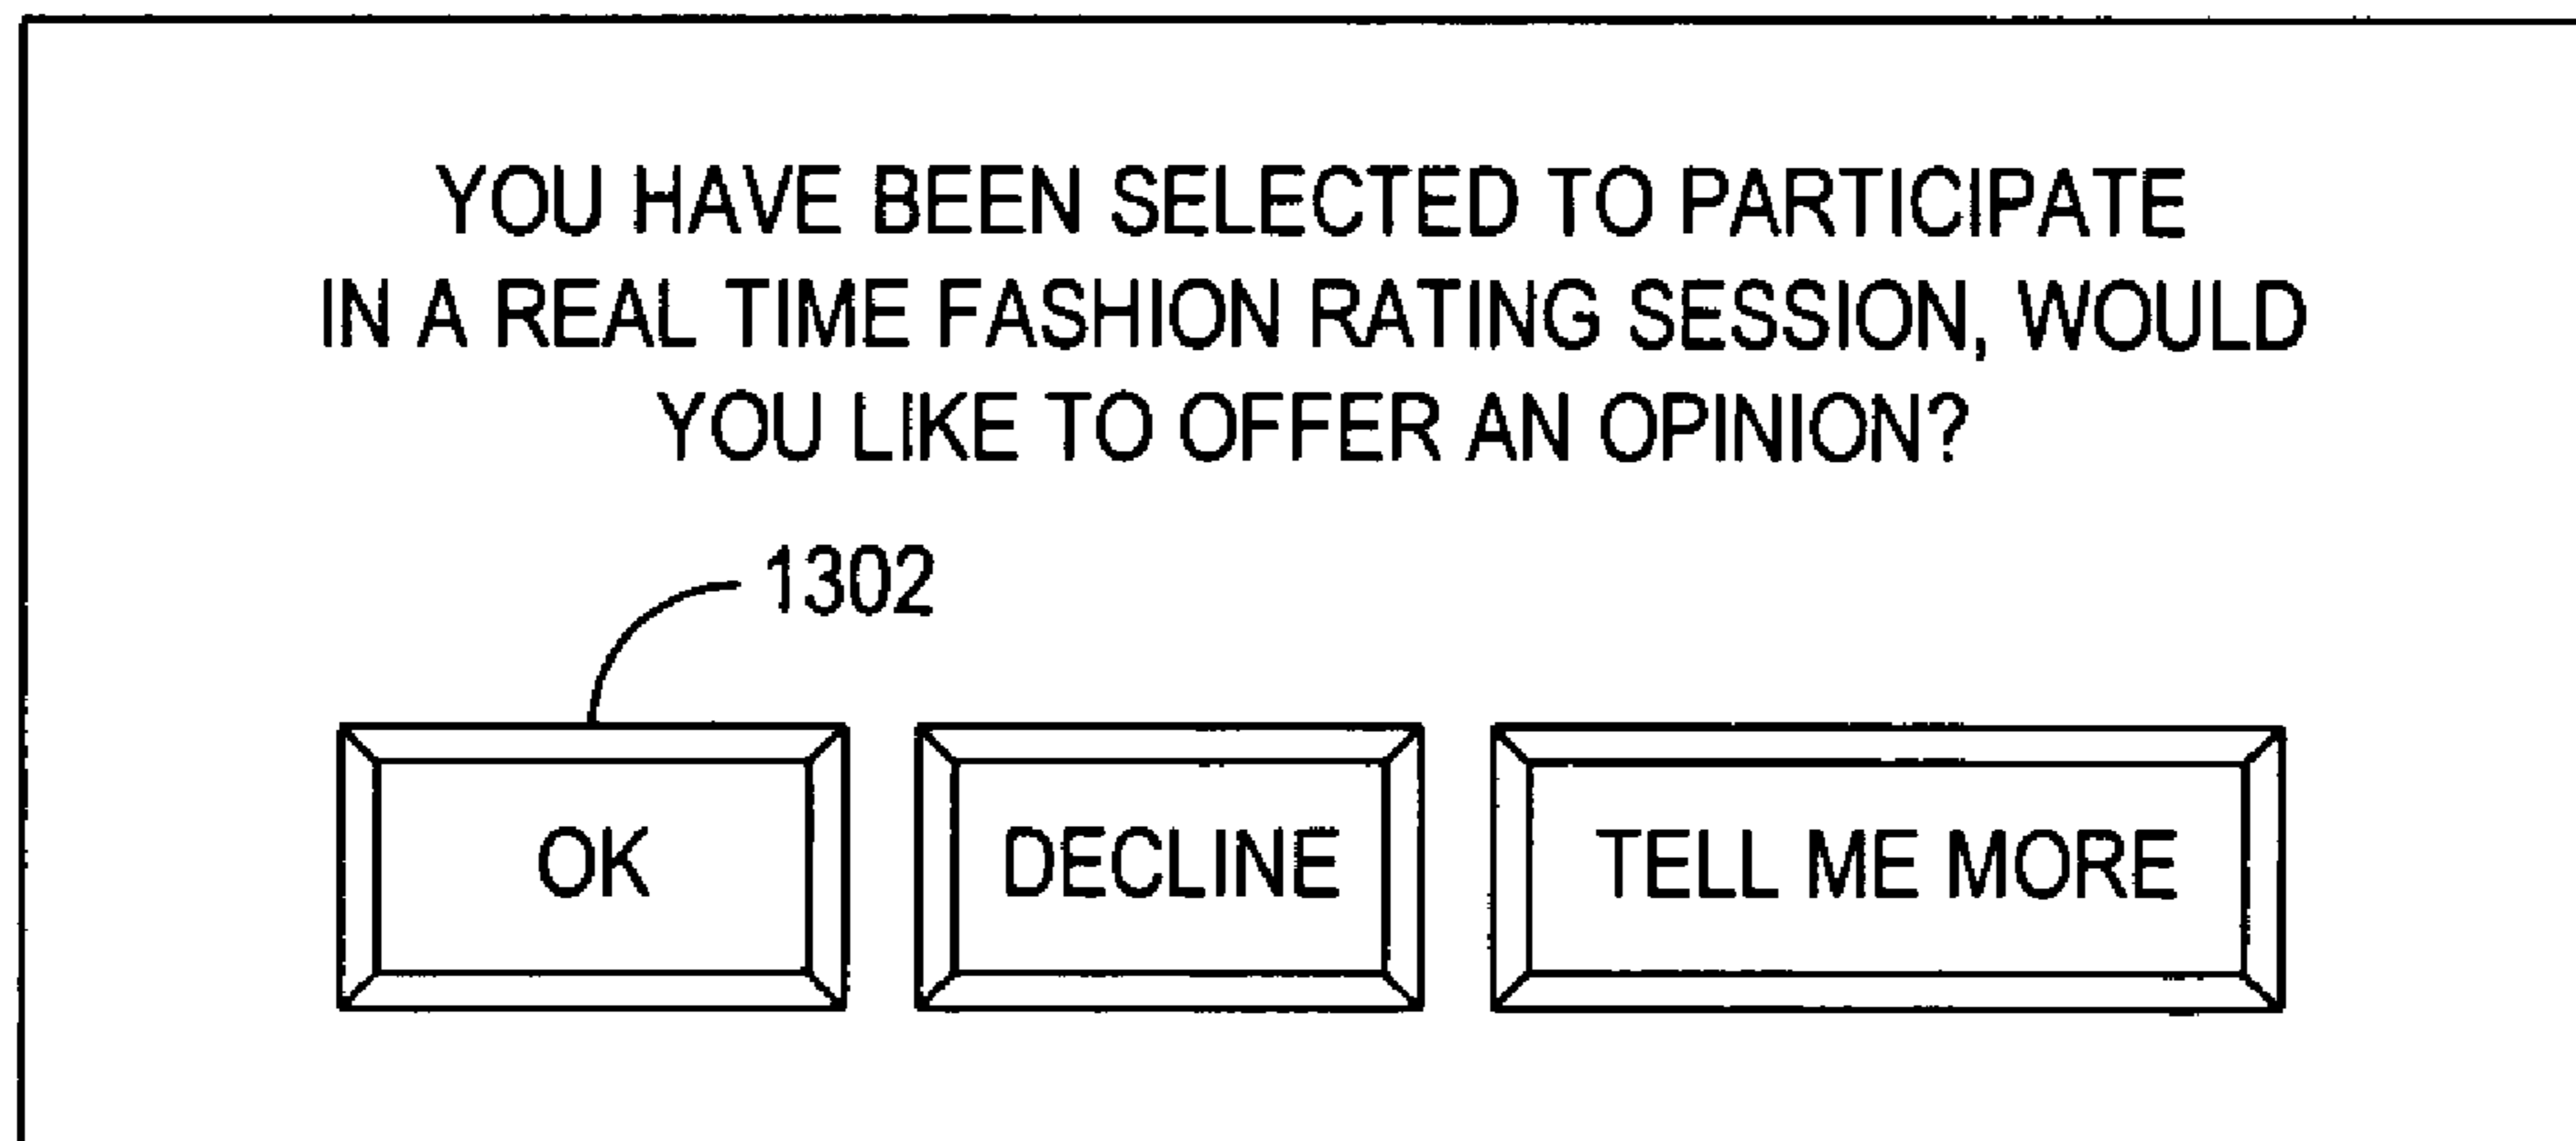 YOU HAVE BEEN SELECTED TO PARTICIPATE
IN A REAL TIME FASHION RATING SESSION, WOULD
YOU LIKE TO OFFER AN OPINION?
1302
OK
DECLINE
TELL ME MORE